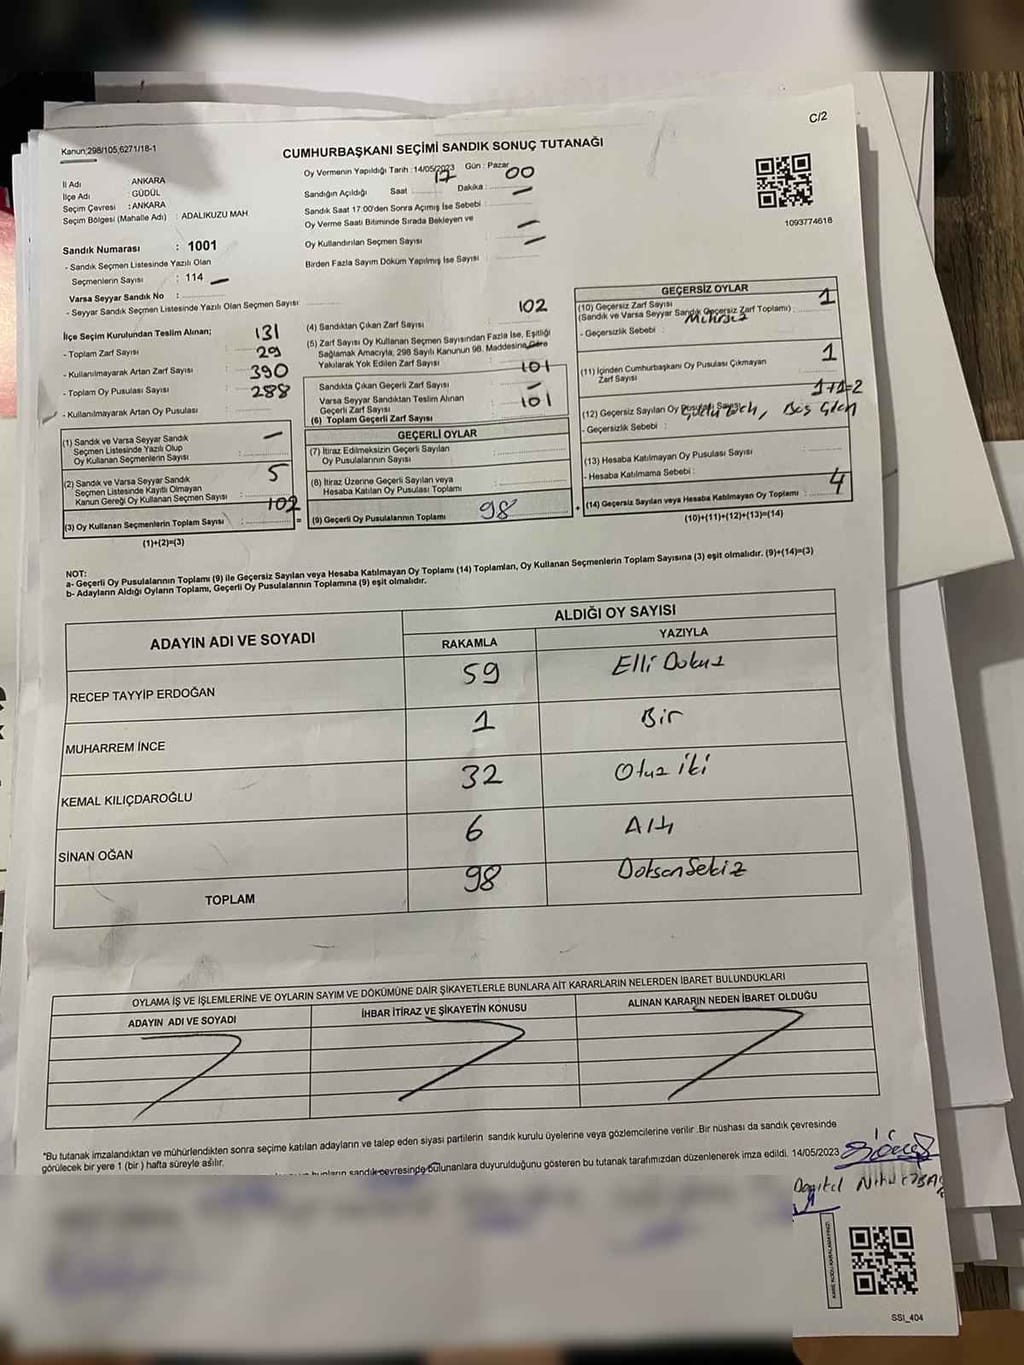 C/2
Kanun;298/105,6271/18-1
CUMHURBAŞKANI SEÇİMİ SANDIK SONUÇ TUTANAĞI
İl Adı : ANKARA
İlçe Adı : GÜDÜL
Seçim Çevresi : ANKARA
Seçim Bölgesi (Mahalle Adı) : ADALIKUZU MAH.
Sandık Numarası : 1001
- Sandık Seçmen Listesinde Yazılı Olan
Seçmenlerin Sayısı : 114
Varsa Seyyar Sandık No :
- Seyyar Sandık Seçmen Listesinde Yazılı Olan Seçmen Sayısı
Oy Vermenin Yapıldığı Tarih :14/05/2023 Gün : Pazar
Sandığın Açıldığı Saat 17 Dakika : 00
Sandık Saat 17:00'den Sonra Açımış İse Sebebi :
Oy Verme Saati Bitiminde Sırada Bekleyen ve
Oy Kullandırılan Seçmen Sayısı
Birden Fazla Sayım Döküm Yapılmış İse Sayısı
1093774618
İlçe Seçim Kurulundan Teslim Alınan;
- Toplam Zarf Sayısı 131
- Kullanılmayarak Artan Zarf Sayısı 29
- Toplam Oy Pusulası Sayısı 390
- Kullanılmayarak Artan Oy Pusulası 288
(1) Sandık ve Varsa Seyyar Sandık
Seçmen Listesinde Yazılı Olup
Oy Kullanan Seçmenlerin Sayısı
(2) Sandık ve Varsa Seyyar Sandık
Seçmen Listesinde Kayıtlı Olmayan
Kanun Gereği Oy Kullanan Seçmen Sayısı : 5
(3) Oy Kullanan Seçmenlerin Toplam Sayısı 102
(1)+(2)=(3)
(4) Sandıktan Çıkan Zarf Sayısı 102
(5) Zarf Sayısı Oy Kullanan Seçmen Sayısından Fazla İse, Eşitliği
Sağlamak Amacıyla, 298 Sayılı Kanunun 98. Maddesine Göre
Yakılarak Yok Edilen Zarf Sayısı
Sandıkta Çıkan Geçerli Zarf Sayısı 101
Varsa Seyyar Sandıktan Teslim Alınan
Geçerli Zarf Sayısı
(6) Toplam Geçerli Zarf Sayısı 101
GEÇERLİ OYLAR
(7) İtiraz Edilmeksizin Geçerli Sayılan
Oy Pusulalarının Sayısı
(8) İtiraz Üzerine Geçerli Sayılan veya
Hesaba Katılan Oy Pusulası Toplamı
= (9) Geçerli Oy Pusulalarının Toplamı 98
GEÇERSİZ OYLAR
(10) Geçersiz Zarf Sayısı
(Sandık ve Varsa Seyyar Sandık Geçersiz Zarf Toplamı) : 1
- Geçersizlik Sebebi : Mühürsüz
(11) İçinden Cumhurbaşkanı Oy Pusulası Çıkmayan
Zarf Sayısı 1
(12) Geçersiz Sayılan Oy Pusulası Sayısı 1+1=2
- Geçersizlik Sebebi : Boş
(13) Hesaba Katılmayan Oy Pusulası Sayısı
- Hesaba Katılmama Sebebi :
+ (14) Geçersiz Sayılan veya Hesaba Katılmayan Oy Toplamı 4
(10)+(11)+(12)+(13)=(14)
NOT:
a- Geçerli Oy Pusulalarının Toplamı (9) ile Geçersiz Sayılan veya Hesaba Katılmayan Oy Toplamı (14) Toplamları, Oy Kullanan Seçmenlerin Toplam Sayısına (3) eşit olmalıdır. (9)+(14)=(3)
b- Adayların Aldığı Oyların Toplamı, Geçerli Oy Pusulalarının Toplamına (9) eşit olmalıdır.
ADAYIN ADI VE SOYADI ALDIĞI OY SAYISI
RAKAMLA YAZIYLA
RECEP TAYYİP ERDOĞAN 59 Elli Dokuz
MUHARREM İNCE 1 Bir
KEMAL KILIÇDAROĞLU 32 Otuz iki
SİNAN OĞAN 6 Altı
TOPLAM 98 Doksan Sekiz
OYLAMA İŞ VE İŞLEMLERİNE VE OYLARIN SAYIM VE DÖKÜMÜNE DAİR ŞİKAYETLERLE BUNLARA AİT KARARLARIN NELERDEN İBARET BULUNDUKLARI
ADAYIN ADI VE SOYADI İHBAR İTİRAZ VE ŞİKAYETİN KONUSU ALINAN KARARIN NEDEN İBARET OLDUĞU
"Bu tutanak imzalandıktan ve mühürlendikten sonra seçime katılan adayların ve talep eden siyasi partilerin sandık kurulu üyelerine veya gözlemcilerine verilir .Bir nüshası da sandık çevresinde
görülecek bir yere 1 (bir ) hafta süreyle asılır.
bunların sandık çevresinde bulunanlara duyurulduğunu gösteren bu tutanak tarafımızdan düzenlenerek imza edildi. 14/05/2023
SSI_404